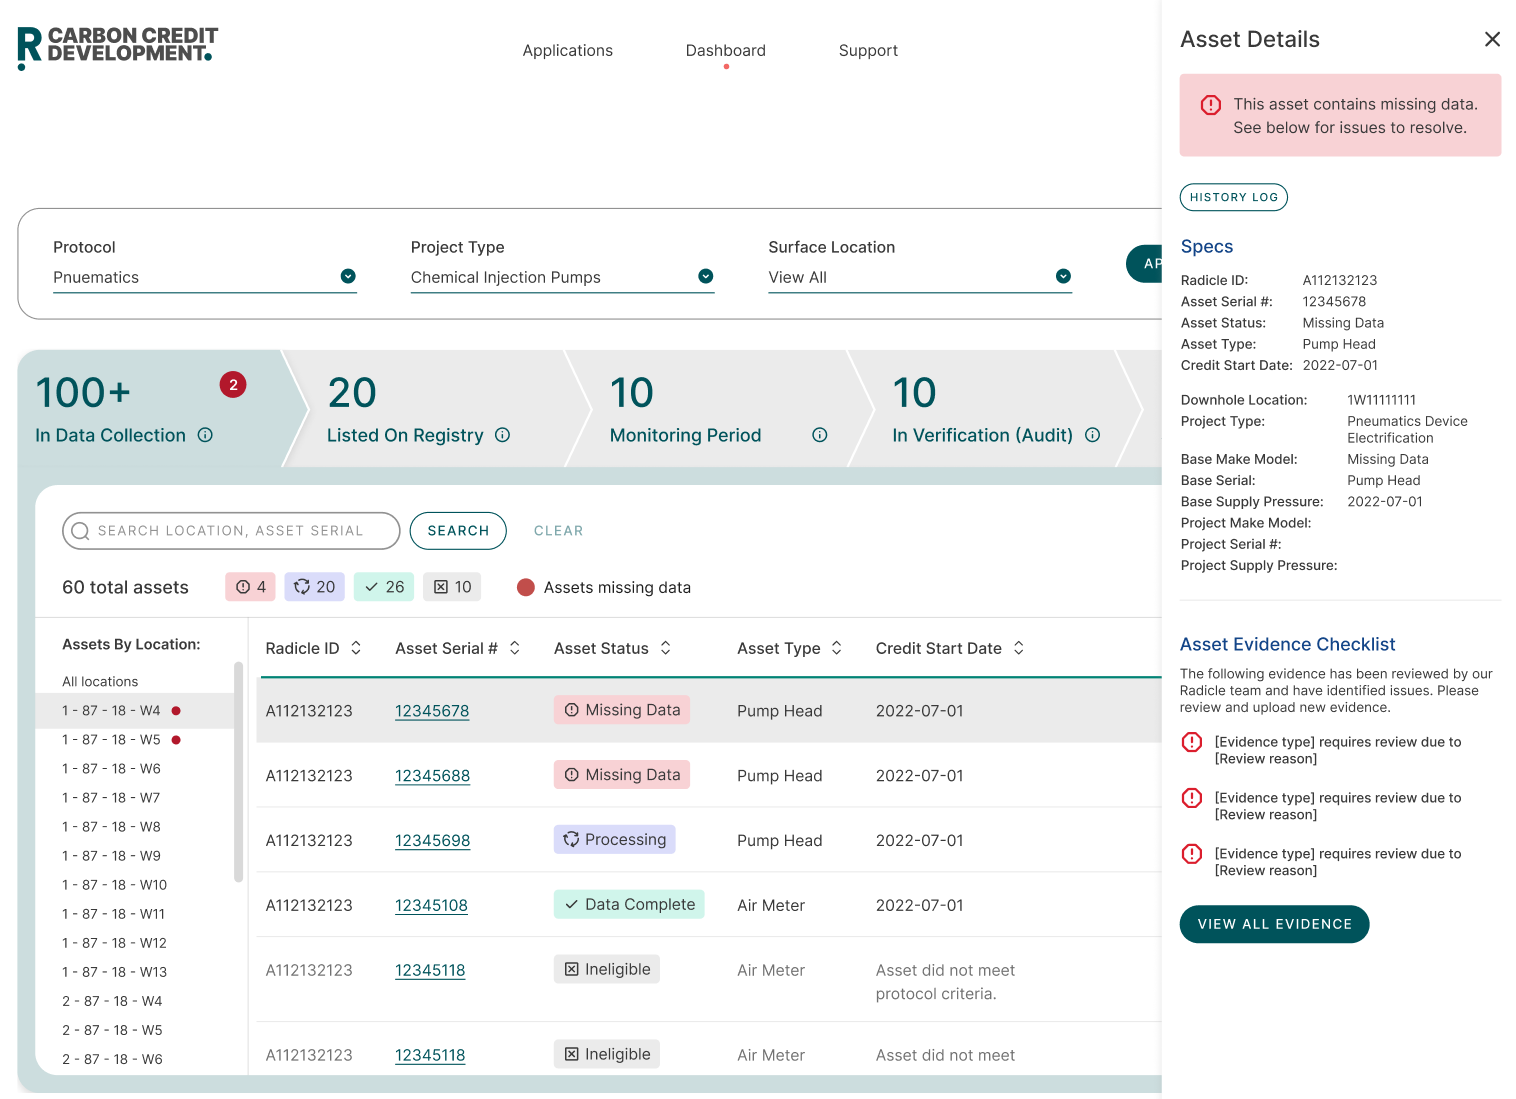 R CARBON CREDIT
DEVELOPMENT.
Applications
Dashboard
Support
Protocol
Pnuematics
Project Type
Chemical Injection Pumps
Surface Location
View All
AP
100+
2
In Data Collection
20
Listed On Registry
10
Monitoring Period
10
In Verification (Audit)
SEARCH LOCATION, ASSET SERIAL
SEARCH
CLEAR
60 total assets
4
20
26
10
Assets missing data
Assets By Location:
All locations
1 - 87 - 18 - W4
1 - 87 - 18 - W5
1 - 87 - 18 - W6
1 - 87 - 18 - W7
1 - 87 - 18 - W8
1 - 87 - 18 - W9
1 - 87 - 18 - W10
1 - 87 - 18 - W11
1 - 87 - 18 - W12
1 - 87 - 18 - W13
2 - 87 - 18 - W4
2 - 87 - 18 - W5
2 - 87 - 18 - W6
Radicle ID Asset Serial # Asset Status Asset Type Credit Start Date
A112132123 12345678 Missing Data Pump Head 2022-07-01
A112132123 12345688 Missing Data Pump Head 2022-07-01
A112132123 12345698 Processing Pump Head 2022-07-01
A112132123 12345108 Data Complete Air Meter 2022-07-01
A112132123 12345118 Ineligible Air Meter Asset did not meet
protocol criteria.
A112132123 12345118 Ineligible Air Meter Asset did not meet
Asset Details
This asset contains missing data.
See below for issues to resolve.
HISTORY LOG
Specs
Radicle ID: A112132123
Asset Serial #: 12345678
Asset Status: Missing Data
Asset Type: Pump Head
Credit Start Date: 2022-07-01
Downhole Location: 1W11111111
Project Type: Pneumatics Device
Electrification
Base Make Model: Missing Data
Base Serial: Pump Head
Base Supply Pressure: 2022-07-01
Project Make Model:
Project Serial #:
Project Supply Pressure:
Asset Evidence Checklist
The following evidence has been reviewed by our
Radicle team and have identified issues. Please
review and upload new evidence.
[Evidence type] requires review due to
[Review reason]
[Evidence type] requires review due to
[Review reason]
[Evidence type] requires review due to
[Review reason]
VIEW ALL EVIDENCE